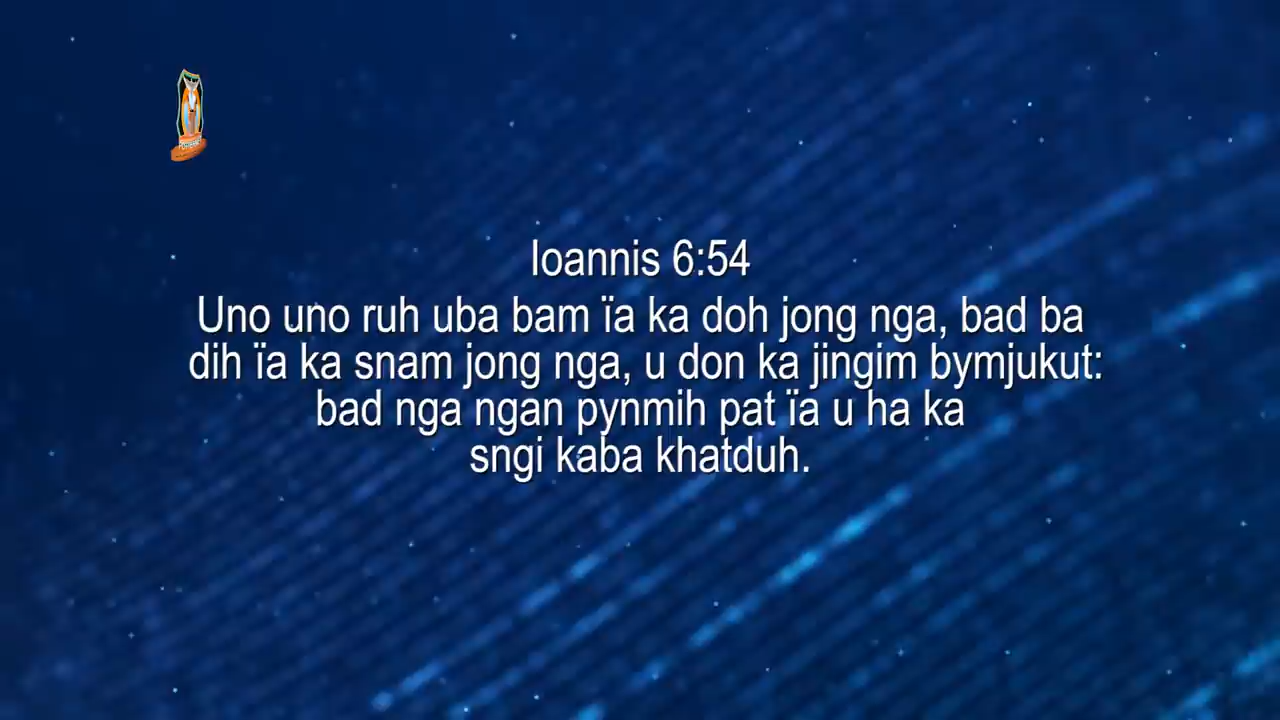 Ioannis 6:54
Uno uno ruh uba bam ïa ka doh jong nga, bad ba
dih ïa ka snam jong nga, u don ka jingim bymjukut:
bad nga ngan pynmih pat ïa u ha ka
sngi kaba khatduh.